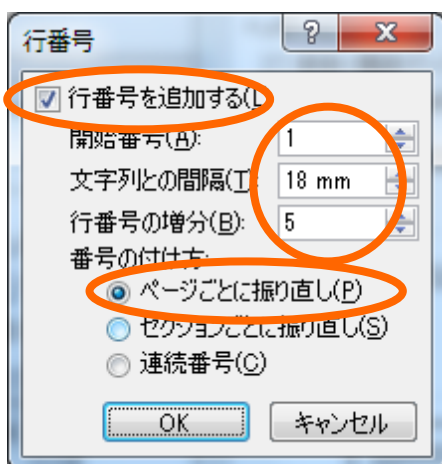 行番号
行番号を追加する(L)
開始番号(A): 1
文字列との間隔(T): 18 mm
行番号の増分(B): 5
番号の付け方:
ページごとに振り直し(P)
セクションごとに振り直し(S)
連続番号(C)
OK キャンセル